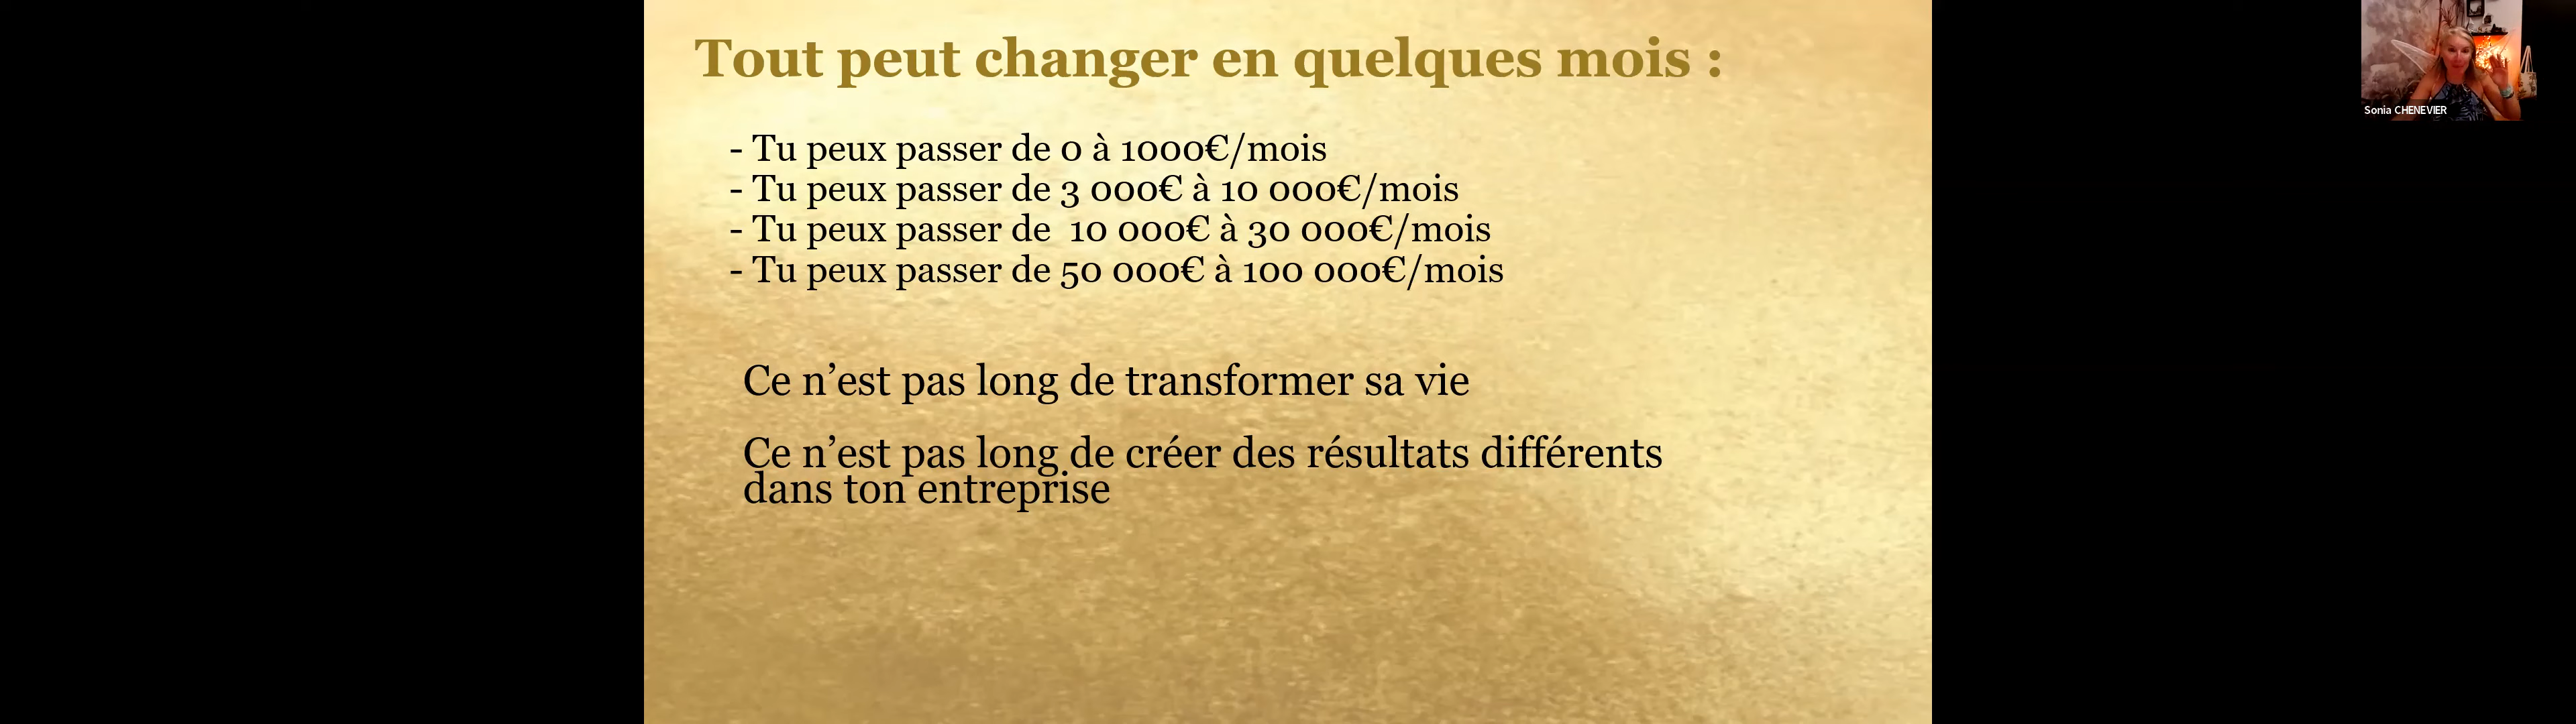 Tout peut changer en quelques mois :
- Tu peux passer de 0 à 1000€/mois
- Tu peux passer de 3 000€ à 10 000€/mois
- Tu peux passer de  10 000€ à 30 000€/mois
- Tu peux passer de 50 000€ à 100 000€/mois
Ce n’est pas long de transformer sa vie
Ce n’est pas long de créer des résultats différents
dans ton entreprise
Sonia CHENEVIER